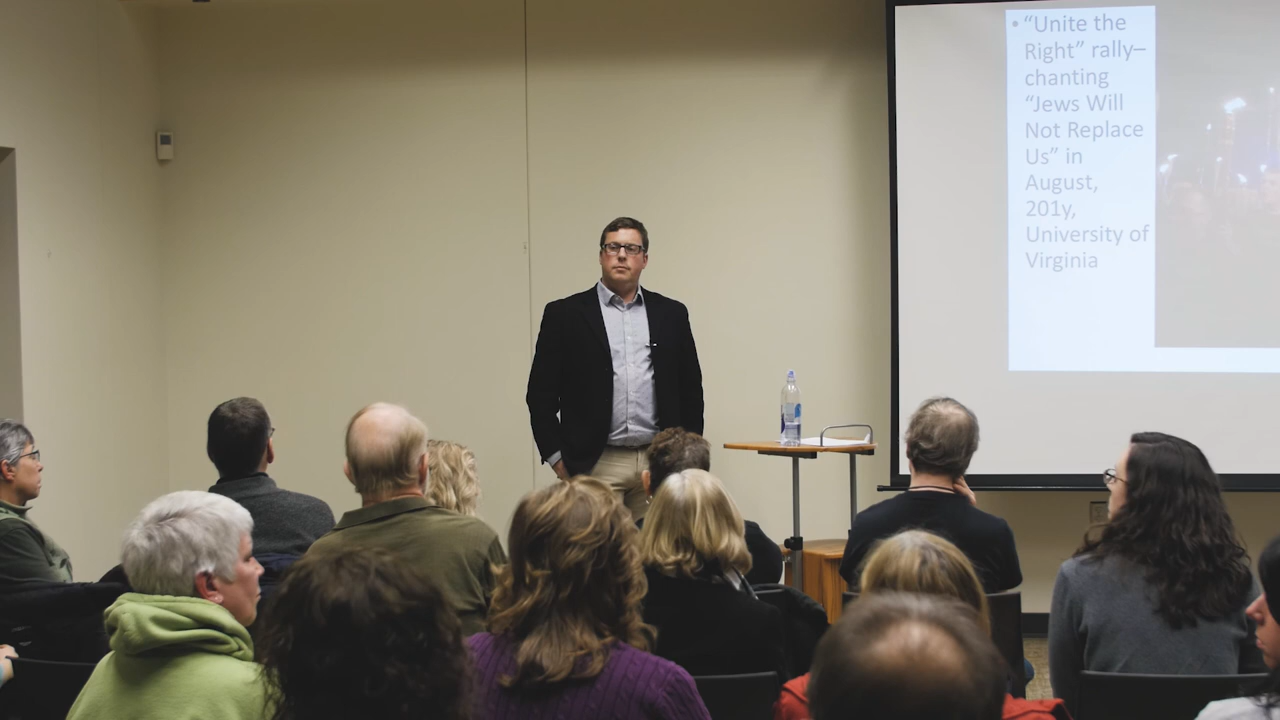 • “Unite the
Right” rally–
chanting
“Jews Will
Not Replace
Us” in
August,
201y,
University of
Virginia